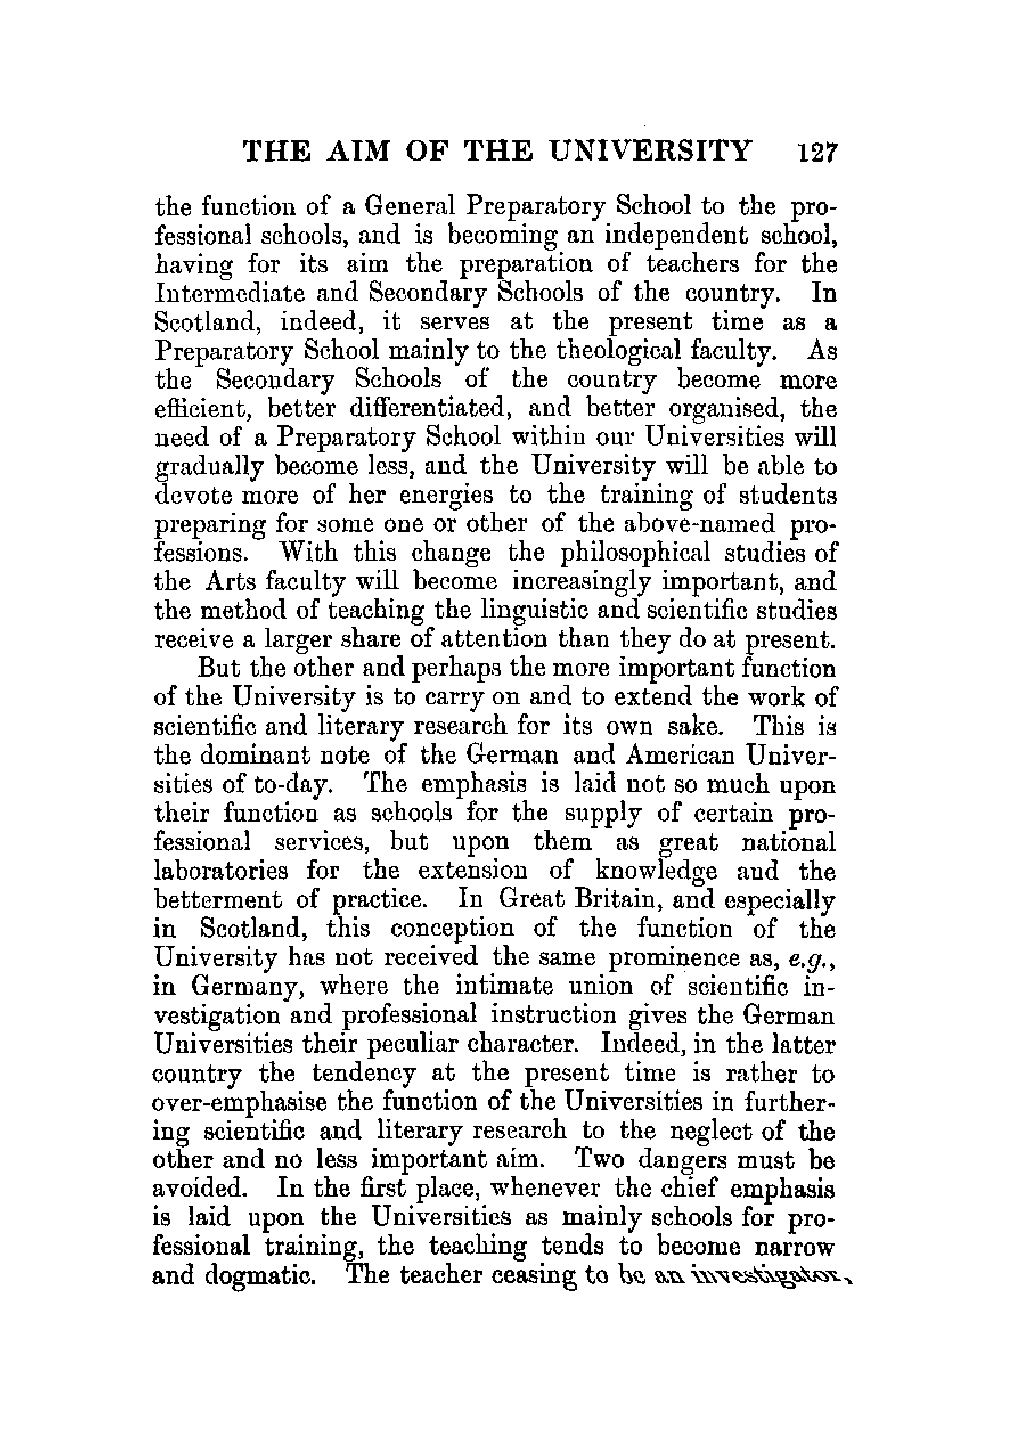 THE AIM OF THE UNIVERSITY 127
the function of a General Preparatory School to the pro-
fessional schools, and is becoming an independent school,
having for its aim the preparation of teachers for the
Intermediate and Secondary Schools of the country. In
Scotland, indeed, it serves at the present time as a
Preparatory School mainly to the theological faculty. As
the Secondary Schools of the country become more
efficient, better differentiated, and better organised, the
need of a Preparatory School within our Universities will
gradually become less, and the University will be able to
devote more of her energies to the training of students
preparing for some one or other of the above-named pro-
fessions. With this change the philosophical studies of
the Arts faculty will become increasingly important, and
the method of teaching the linguistic and scientific studies
receive a larger share of attention than they do at present.
But the other and perhaps the more important function
of the University is to carry on and to extend the work of
scientific and literary research for its own sake. This is
the dominant note of the German and American Univer-
sities of to-day. The emphasis is laid not so much upon
their function as schools for the supply of certain pro-
fessional services, but upon them as great national
laboratories for the extension of knowledge and the
betterment of practice. In Great Britain, and especially
in Scotland, this conception of the function of the
University has not received the same prominence as, e.g.,
in Germany, where the intimate union of scientific in-
vestigation and professional instruction gives the German
Universities their peculiar character. Indeed, in the latter
country the tendency at the present time is rather to
over-emphasise the function of the Universities in further-
ing scientific and literary research to the neglect of the
other and no less important aim. Two dangers must be
avoided. In the first place, whenever the chief emphasis
is laid upon the Universities as mainly schools for pro-
fessional training, the teaching tends to become narrow
and dogmatic. The teacher ceasing to be an investigator,